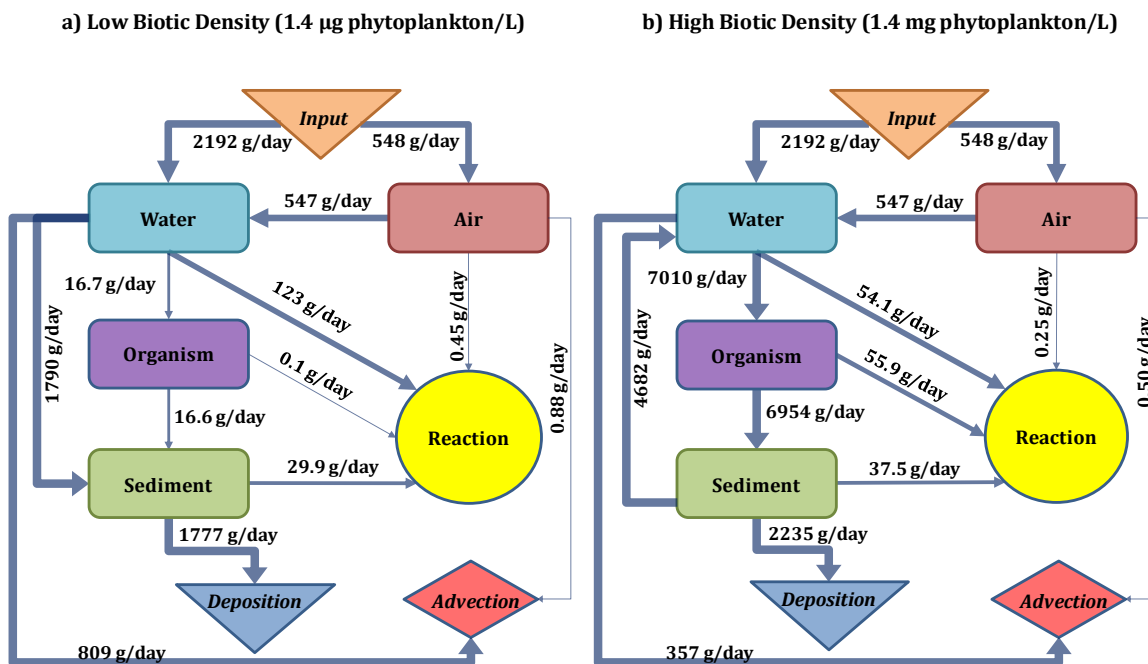 a) Low Biotic Density (1.4 µg phytoplankton/L)
Input
2192 g/day
548 g/day
Water
547 g/day
Air
16.7 g/day
123 g/day
0.45 g/day
0.88 g/day
1790 g/day
Organism
0.1 g/day
16.6 g/day
Reaction
Sediment
29.9 g/day
1777 g/day
Deposition
Advection
809 g/day
b) High Biotic Density (1.4 mg phytoplankton/L)
Input
2192 g/day
548 g/day
Water
547 g/day
Air
7010 g/day
54.1 g/day
0.25 g/day
0.50 g/day
4682 g/day
Organism
55.9 g/day
6954 g/day
Reaction
Sediment
37.5 g/day
2235 g/day
Deposition
Advection
357 g/day